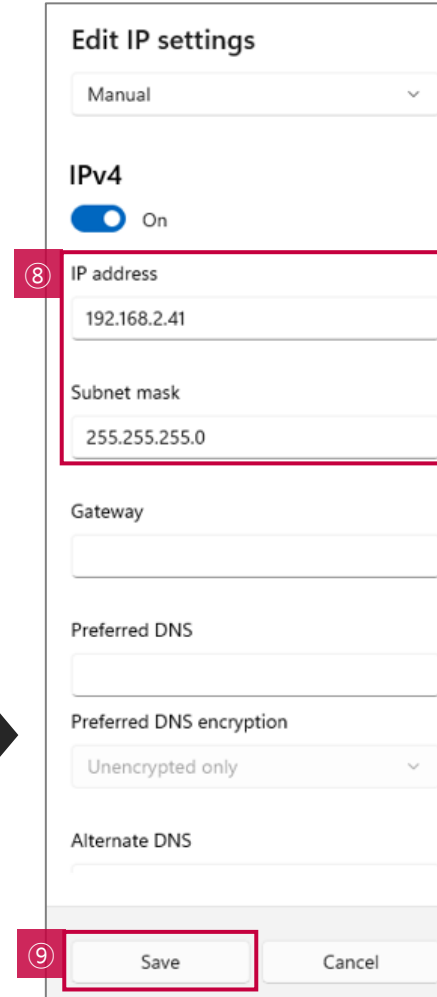 Edit IP settings
Manual
IPv4
On
⑧
IP address
192.168.2.41
Subnet mask
255.255.255.0
Gateway
Preferred DNS
Preferred DNS encryption
Unencrypted only
Alternate DNS
⑨
Save
Cancel